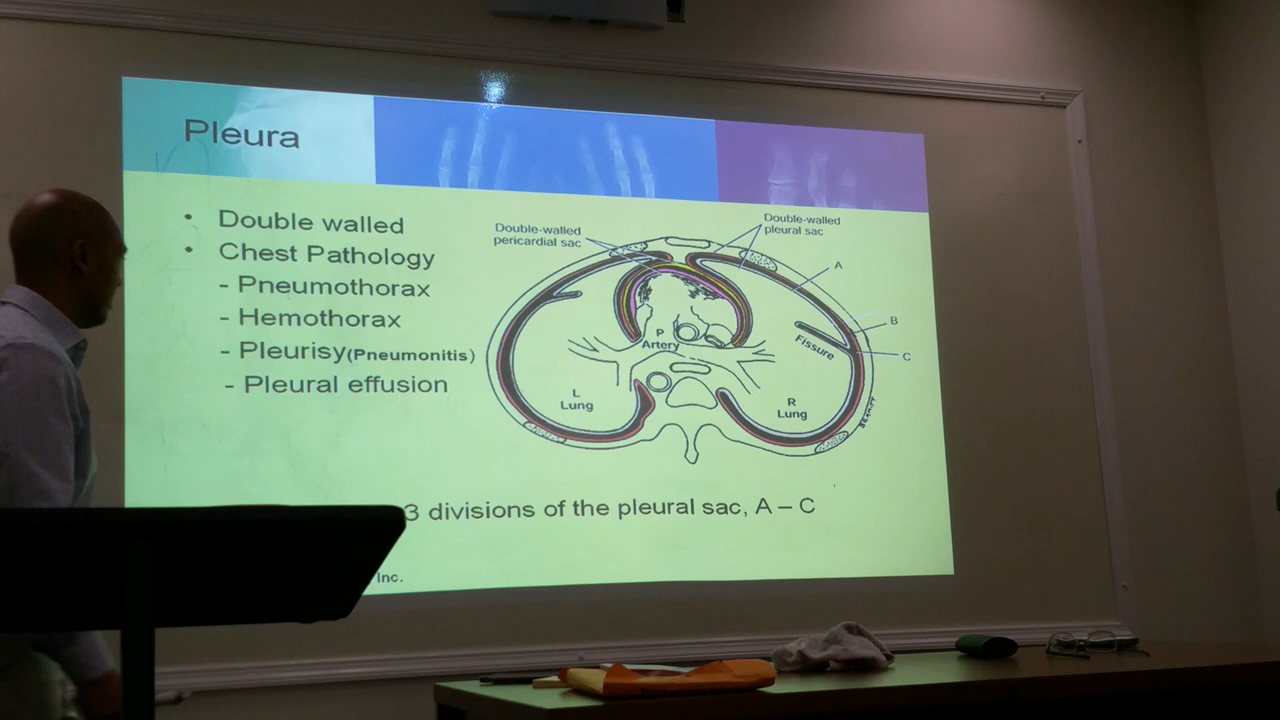 Pleura
• Double walled
• Chest Pathology
- Pneumothorax
- Hemothorax
- Pleurisy(Pneumonitis)
- Pleural effusion
Double-walled
pericardial sac
Double-walled
pleural sac
A
B
C
Fissure
P
Artery
L
Lung
R
Lung
3 divisions of the pleural sac, A – C
Inc.